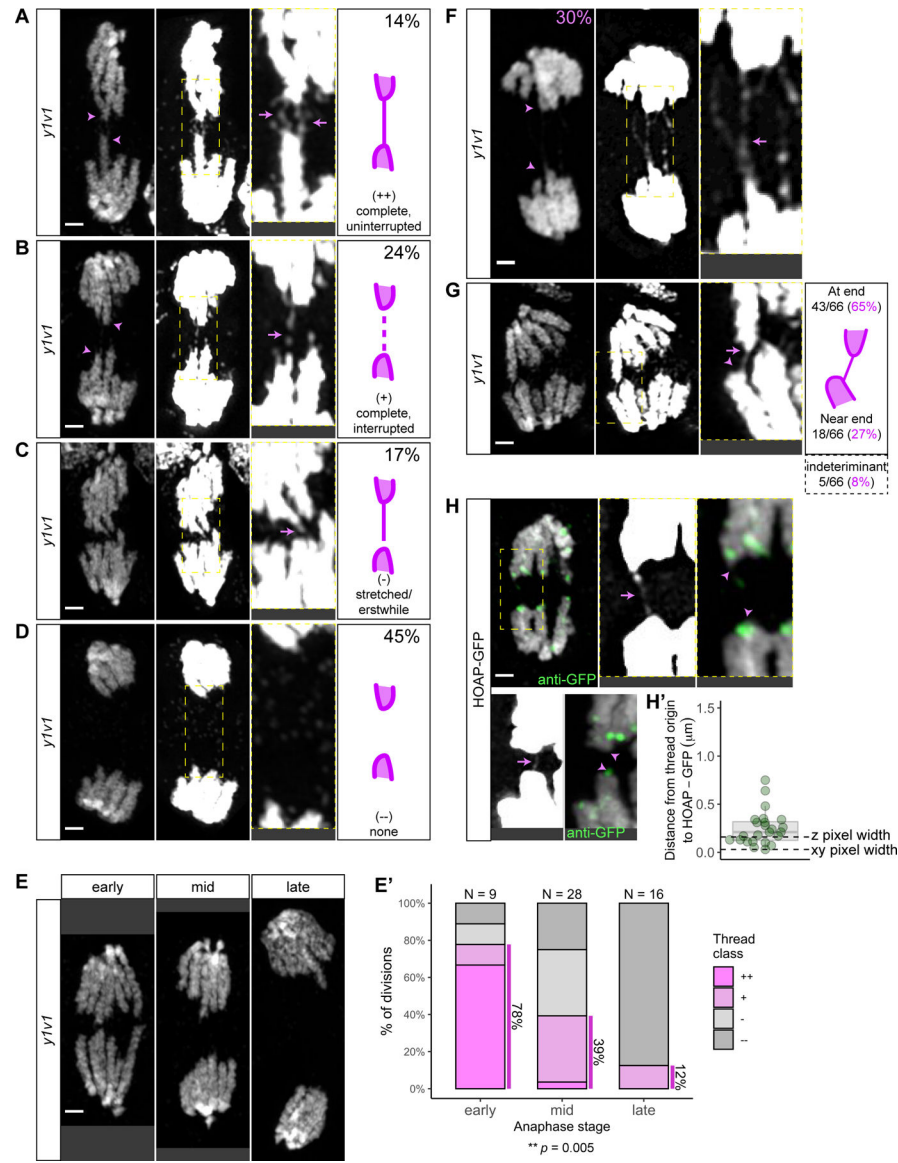 A
14%
y1v1
(++)
complete,
uninterrupted
B
24%
y1v1
(+)
complete,
interrupted
C
17%
y1v1
(-)
stretched/
erstwhile
D
45%
y1v1
(--)
none
E
early
mid
late
y1v1
E'
N = 9
N = 28
N = 16
100%
80%
60%
40%
20%
0%
% of divisions
78%
39%
12%
early
mid
late
Anaphase stage
** p = 0.005
Thread
class
++
+
-
--
F
30%
y1v1
G
y1v1
At end
43/66 (65%)
Near end
18/66 (27%)
indeteriminant
5/66 (8%)
H
HOAP-GFP
anti-GFP
anti-GFP
H'
Distance from thread origin
to HOAP – GFP (μm)
1.5
1.0
0.5
0.0
z pixel width
xy pixel width